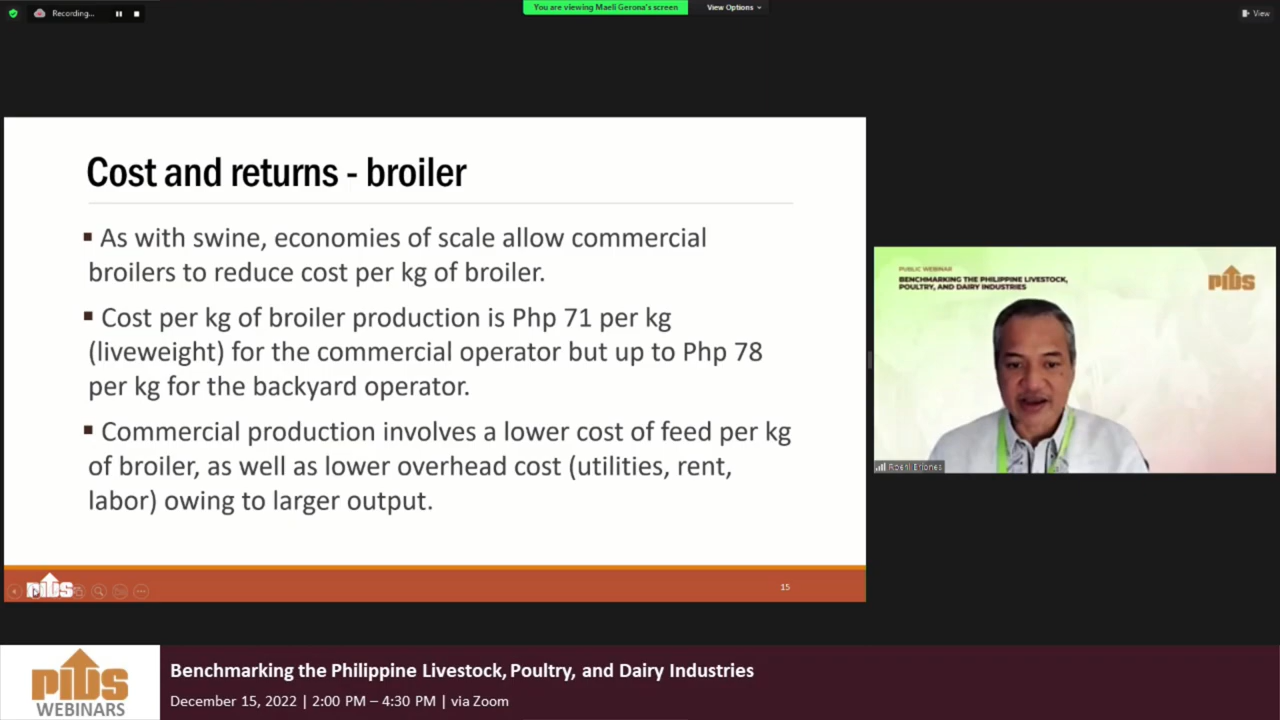 Recording...
You are viewing Maeli Gerona's screen
View Options
View
Cost and returns - broiler
▪ As with swine, economies of scale allow commercial
broilers to reduce cost per kg of broiler.
▪ Cost per kg of broiler production is Php 71 per kg
(liveweight) for the commercial operator but up to Php 78
per kg for the backyard operator.
▪ Commercial production involves a lower cost of feed per kg
of broiler, as well as lower overhead cost (utilities, rent,
labor) owing to larger output.
PIDS
15
PUBLIC WEBINAR
BENCHMARKING THE PHILIPPINE LIVESTOCK,
POULTRY, AND DAIRY INDUSTRIES
PIDS
Roehl Briones
PIDS
WEBINARS
Benchmarking the Philippine Livestock, Poultry, and Dairy Industries
December 15, 2022 | 2:00 PM – 4:30 PM | via Zoom